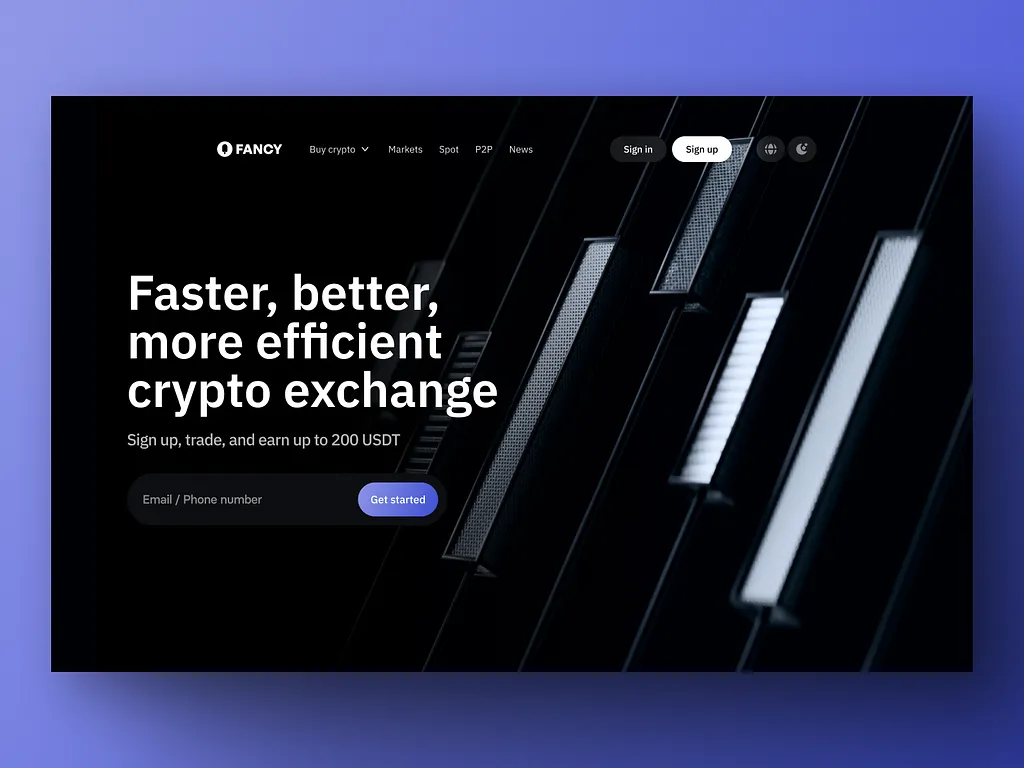 FANCY
Buy crypto
Markets
Spot
P2P
News
Sign in
Sign up
Faster, better,
more efficient
crypto exchange
Sign up, trade, and earn up to 200 USDT
Email / Phone number
Get started